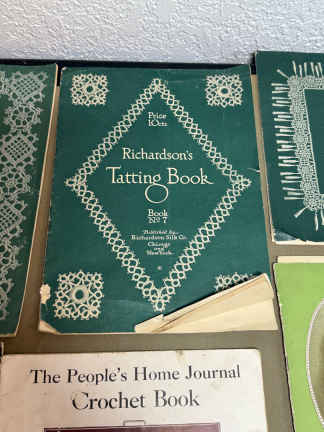 Price
10cts
Richardson's
Tatting Book
Book
No 7
Published by
Richardson Silk Co.
Chicago
and
New York.
The People's Home Journal
Crochet Book